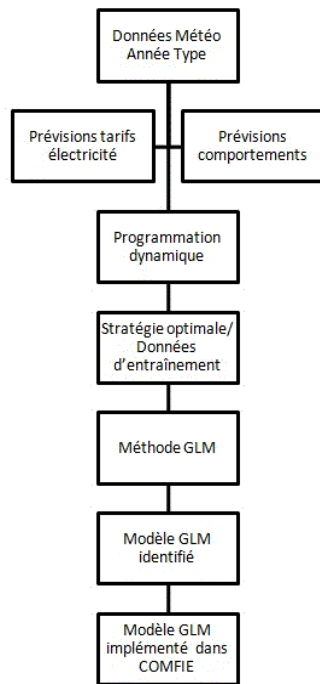 Données Météo
Année Type
Prévisions tarifs
électricité
Prévisions
comportements
Programmation
dynamique
Stratégie optimale/
Données
d'entraînement
Méthode GLM
Modèle GLM
identifié
Modèle GLM
implémenté dans
COMFIE